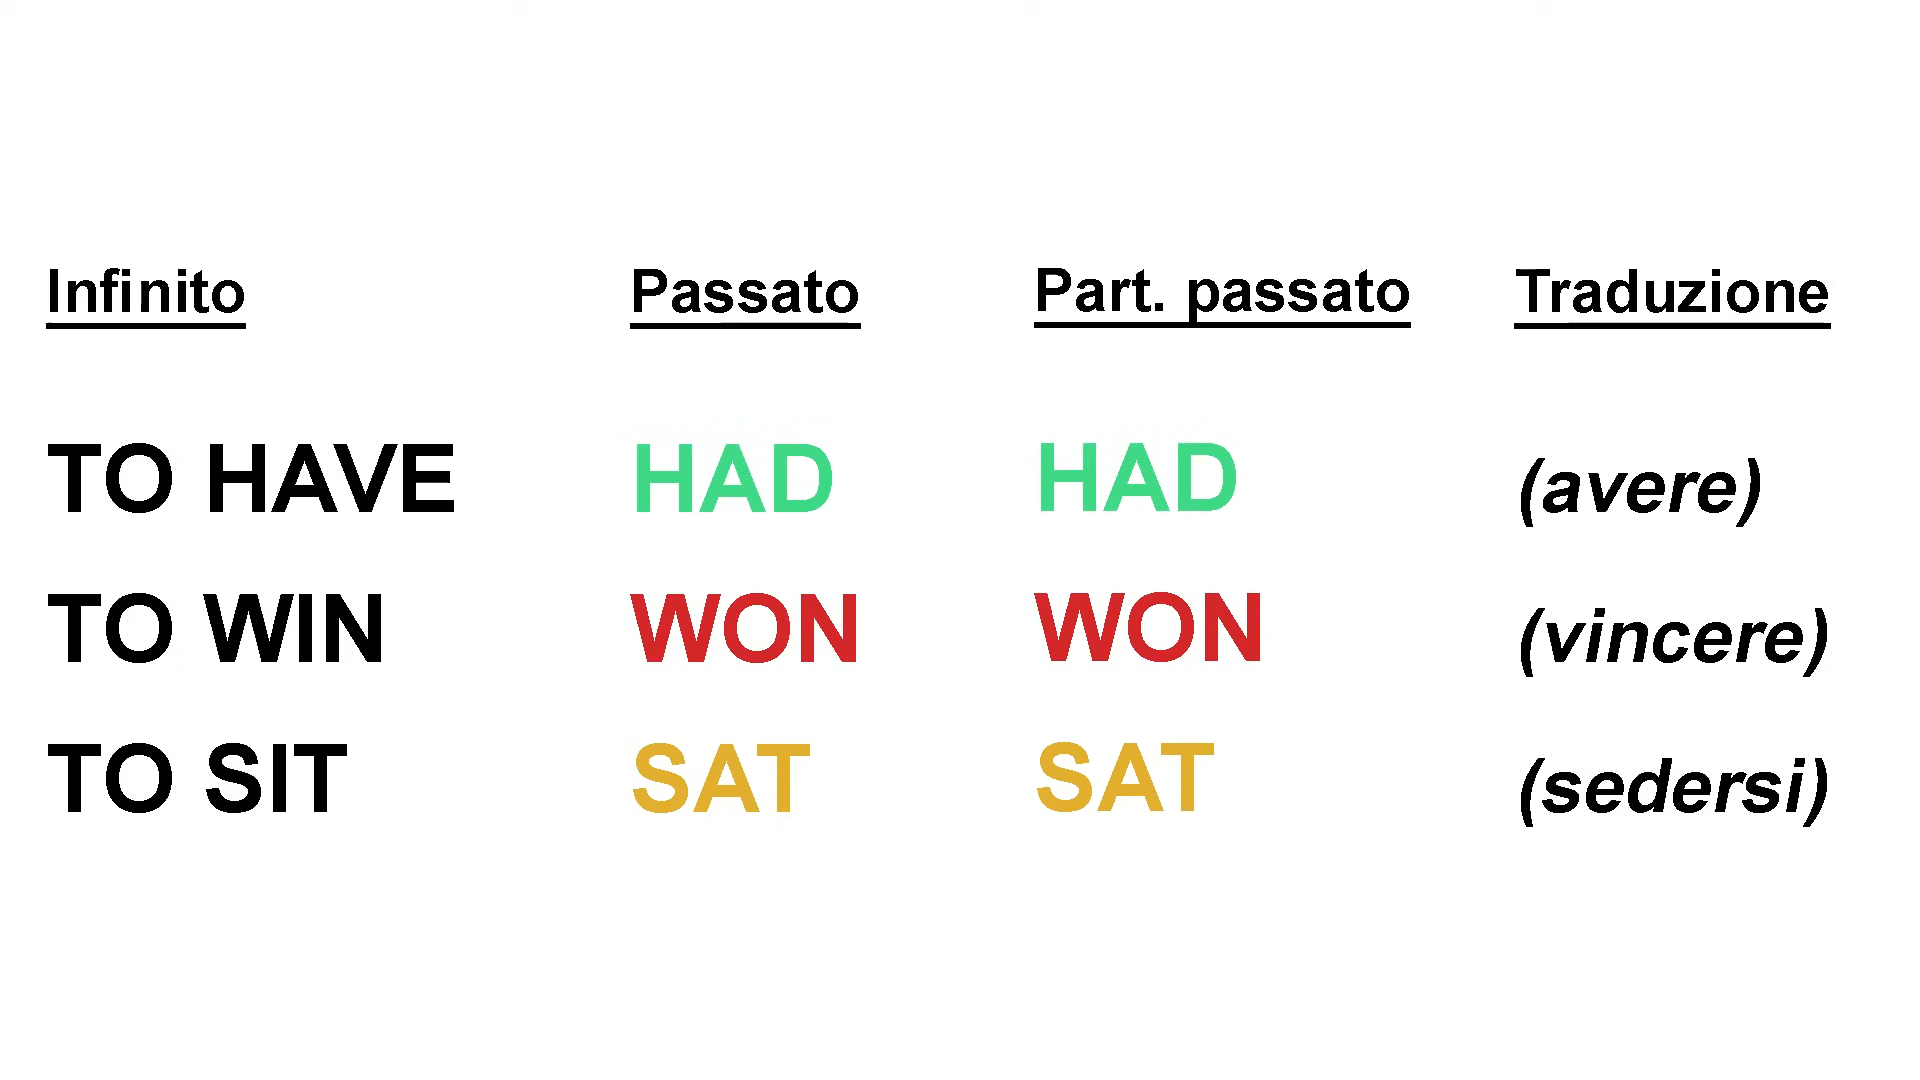 Infinito Passato Part. passato Traduzione
TO HAVE HAD HAD (avere)
TO WIN WON WON (vincere)
TO SIT SAT SAT (sedersi)